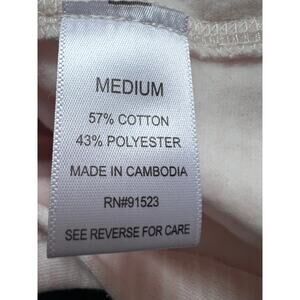 MEDIUM
57% COTTON
43% POLYESTER
MADE IN CAMBODIA
RN#91523
SEE REVERSE FOR CARE